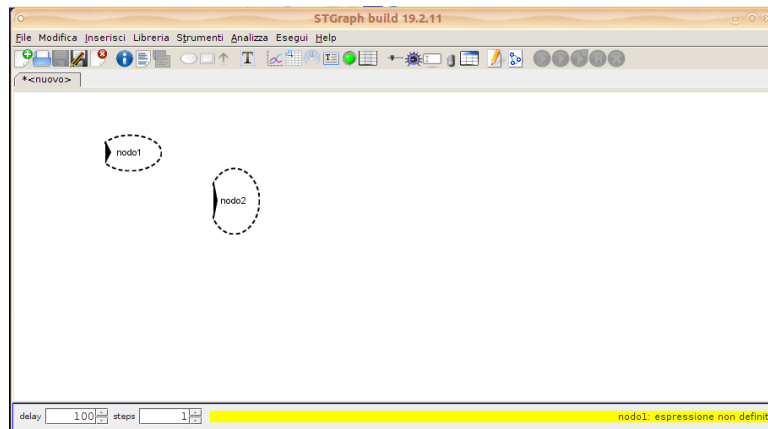 STGraph build 19.2.11
File Modifica Inserisci Libreria Strumenti Analizza Esegui Help
T
*<nuovo>
nodo1
nodo2
delay 100 steps 1 nodo1: espressione non definit